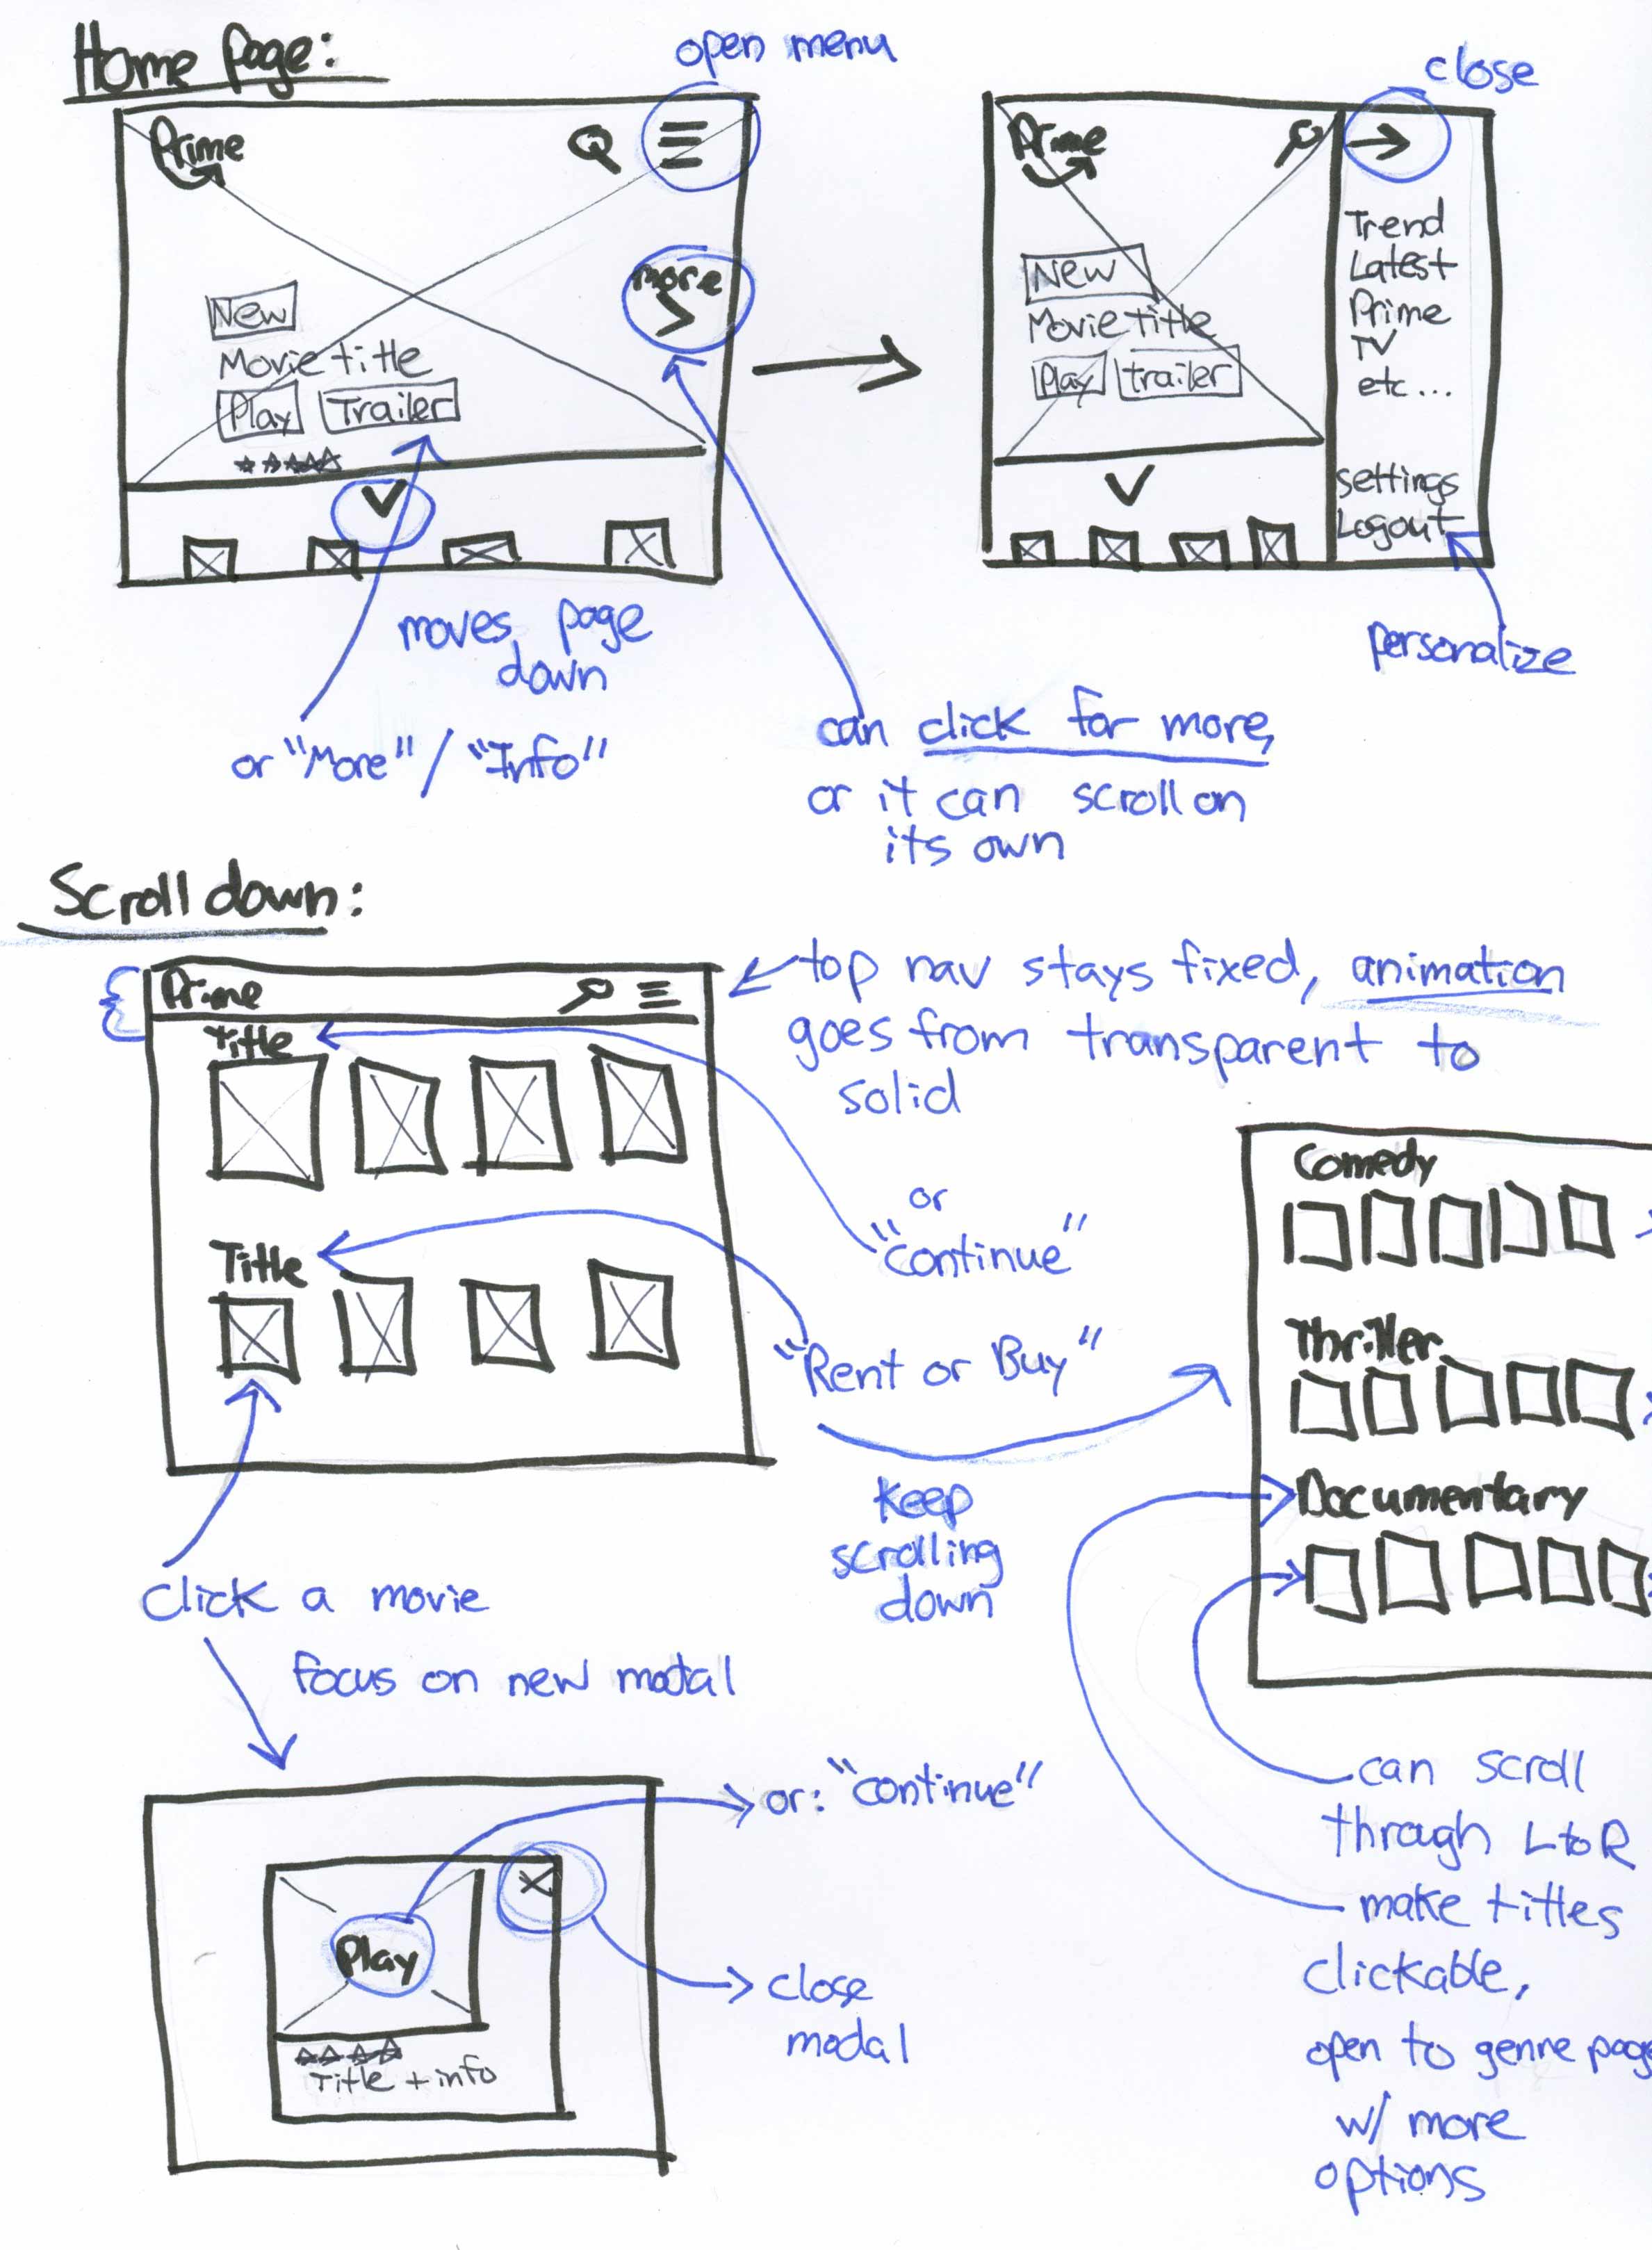 Home Page:
open menu
close
Prime
New
Movie title
Play
Trailer
more
Prime
New
Movie title
Play
trailer
Trend
Latest
Prime
TV
etc...
settings
Logout
moves page
down
or "More" / "Info"
can click for more,
or it can scroll on
its own
personalize
Scroll down:
Prime
Title
Title
top nav stays fixed, animation
goes from transparent to
solid
or
"continue"
"Rent or Buy"
keep
scrolling
down
Comedy
Thriller
Documentary
click a movie
focus on new modal
Play
X
Title + info
or: "continue"
close
modal
can scroll
through L to R
make titles
clickable,
open to genre page
w/ more
options